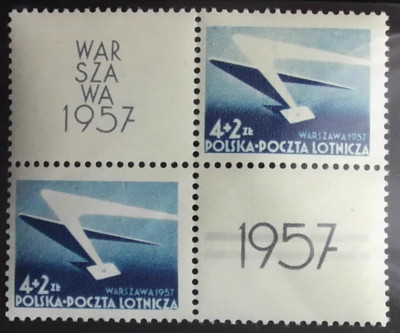 WAR
SZA
WA
1957
4+2 ZŁ
WARSZAWA 1957
POLSKA·POCZTA LOTNICZA
4+2 ZŁ
WARSZAWA 1957
POLSKA·POCZTA LOTNICZA
1957